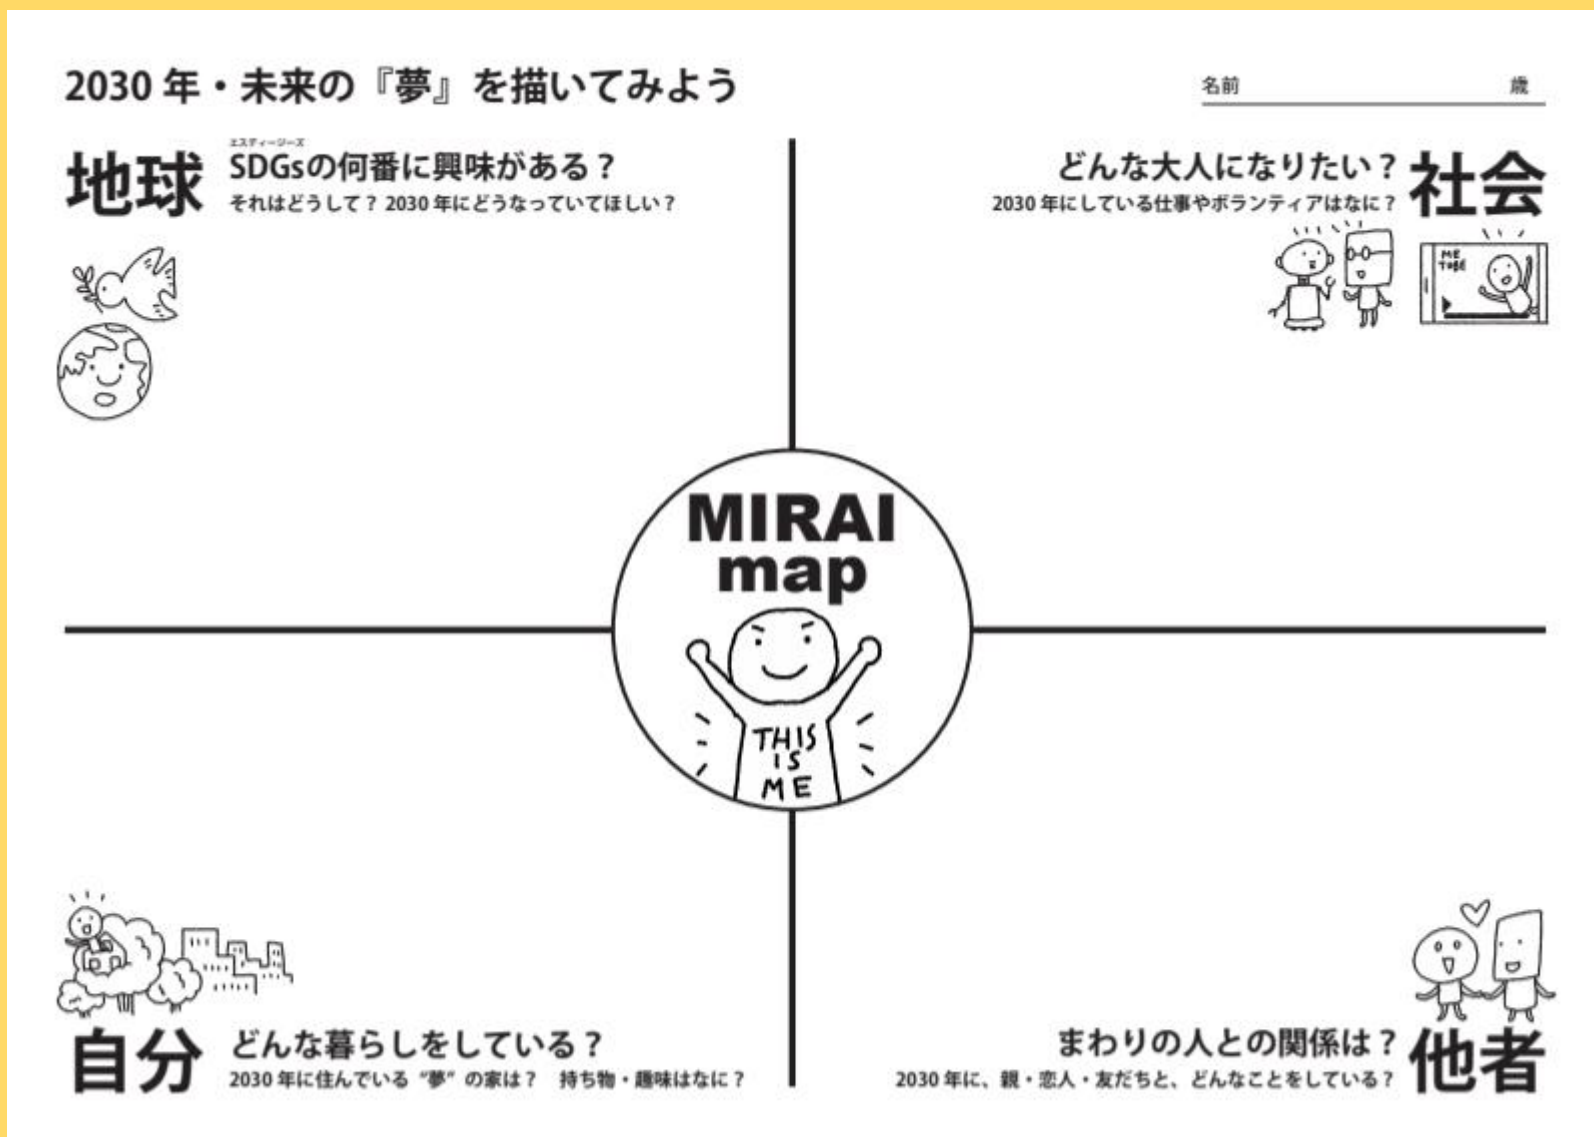 2030年・未来の『夢』を描いてみよう
名前　歳
地球
エスディージーズ
SDGsの何番に興味がある？
それはどうして？ 2030年にどうなっていてほしい？
どんな大人になりたい？
社会
2030年にしている仕事やボランティアはなに？
ME
TOBE
MIRAI
map
THIS
IS
ME
自分
どんな暮らしをしている？
2030年に住んでいる“夢”の家は？　持ち物・趣味はなに？
まわりの人との関係は？
他者
2030年に、親・恋人・友だちと、どんなことをしている？